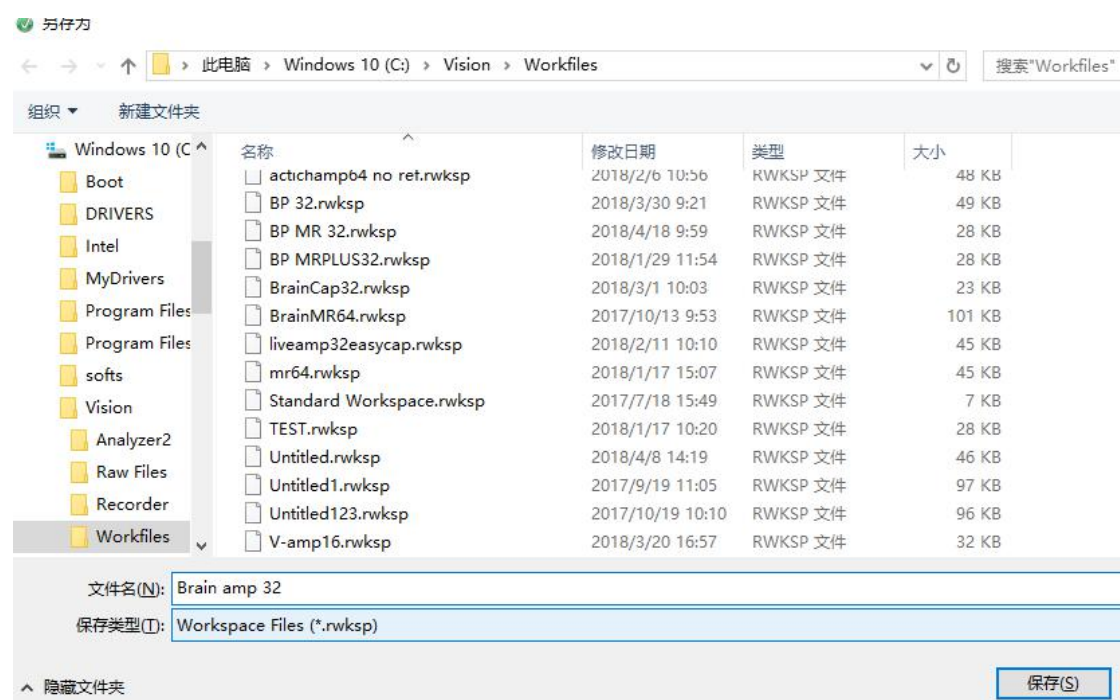 另存为
此电脑 › Windows 10 (C:) › Vision › Workfiles
搜索"Workfiles"
组织 新建文件夹
名称 修改日期 类型 大小
Windows 10 (C
Boot
DRIVERS
Intel
MyDrivers
Program Files
Program Files
softs
Vision
Analyzer2
Raw Files
Recorder
Workfiles
actichamp64 no ref.rwksp 2018/2/6 10:56 RWKSP 文件 48 KB
BP 32.rwksp 2018/3/30 9:21 RWKSP 文件 49 KB
BP MR 32.rwksp 2018/4/18 9:59 RWKSP 文件 28 KB
BP MRPLUS32.rwksp 2018/1/29 11:54 RWKSP 文件 28 KB
BrainCap32.rwksp 2018/3/1 10:03 RWKSP 文件 23 KB
BrainMR64.rwksp 2017/10/13 9:53 RWKSP 文件 101 KB
liveamp32easycap.rwksp 2018/2/11 10:10 RWKSP 文件 45 KB
mr64.rwksp 2018/1/17 15:07 RWKSP 文件 45 KB
Standard Workspace.rwksp 2017/7/18 15:49 RWKSP 文件 7 KB
TEST.rwksp 2018/1/17 10:20 RWKSP 文件 28 KB
Untitled.rwksp 2018/4/8 14:19 RWKSP 文件 46 KB
Untitled1.rwksp 2017/9/19 11:05 RWKSP 文件 97 KB
Untitled123.rwksp 2017/10/19 10:10 RWKSP 文件 96 KB
V-amp16.rwksp 2018/3/20 16:57 RWKSP 文件 32 KB
文件名(N): Brain amp 32
保存类型(T): Workspace Files (*.rwksp)
隐藏文件夹
保存(S)